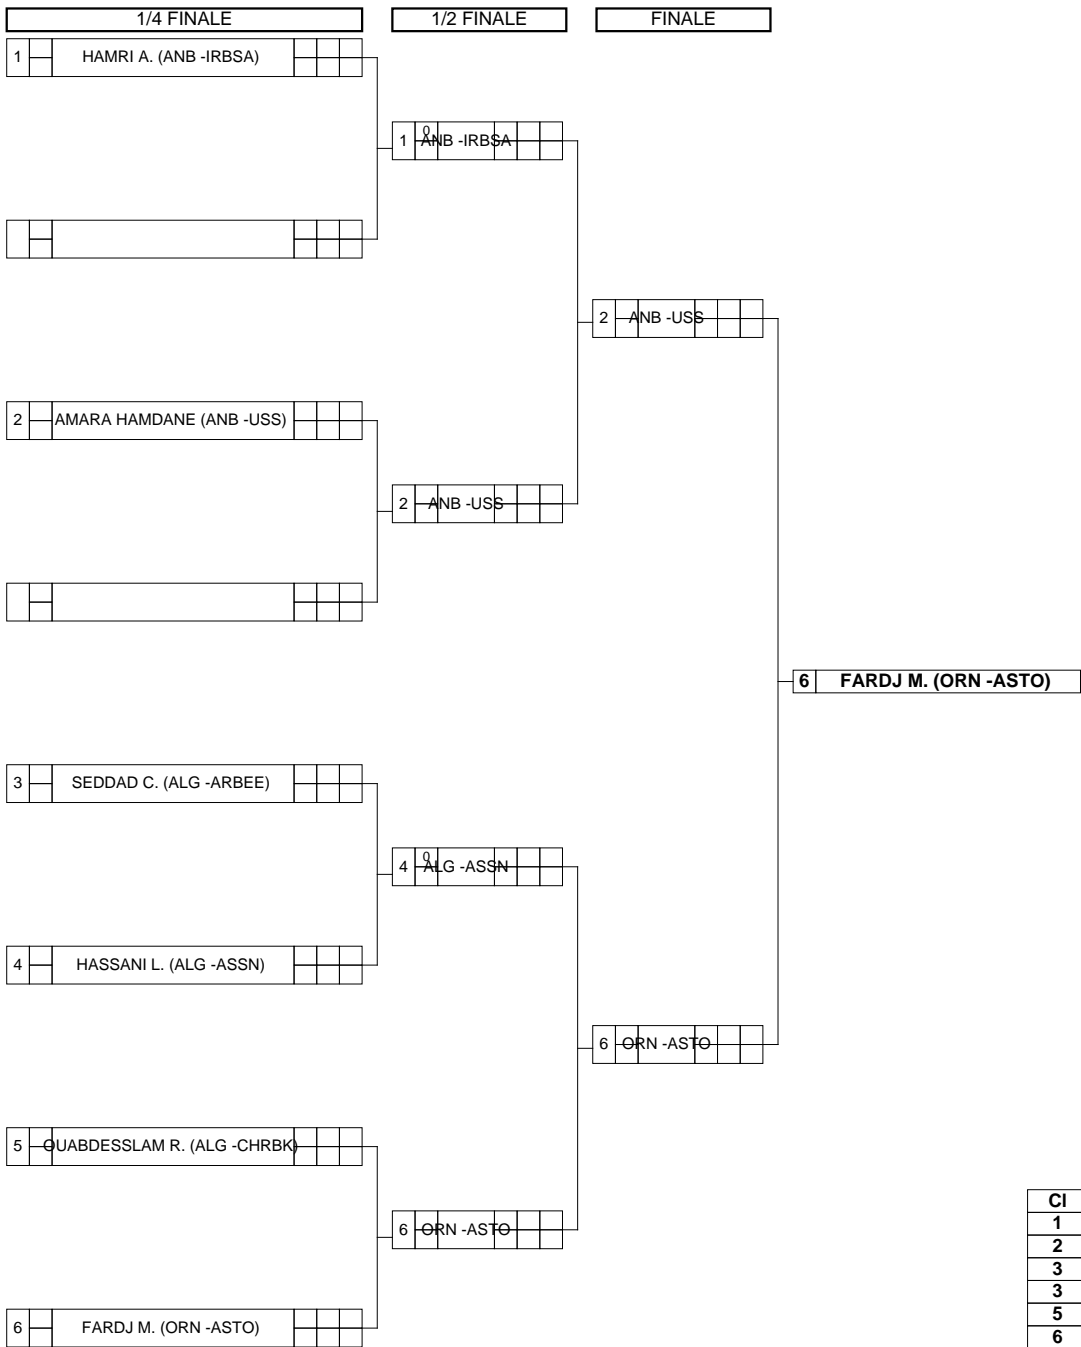 1/4 FINALE 1/2 FINALE FINALE
1 HAMRI A. (ANB -IRBSA)
1 0 ANB -IRBSA
2 ANB -USS
2 AMARA HAMDANE (ANB -USS)
2 ANB -USS
6 FARDJ M. (ORN -ASTO)
3 SEDDAD C. (ALG -ARBEE)
4 0 ALG -ASSN
4 HASSANI L. (ALG -ASSN)
6 ORN -ASTO
5 OUABDESSLAM R. (ALG -CHRBK)
6 ORN -ASTO
6 FARDJ M. (ORN -ASTO)
Cl
1
2
3
3
5
6